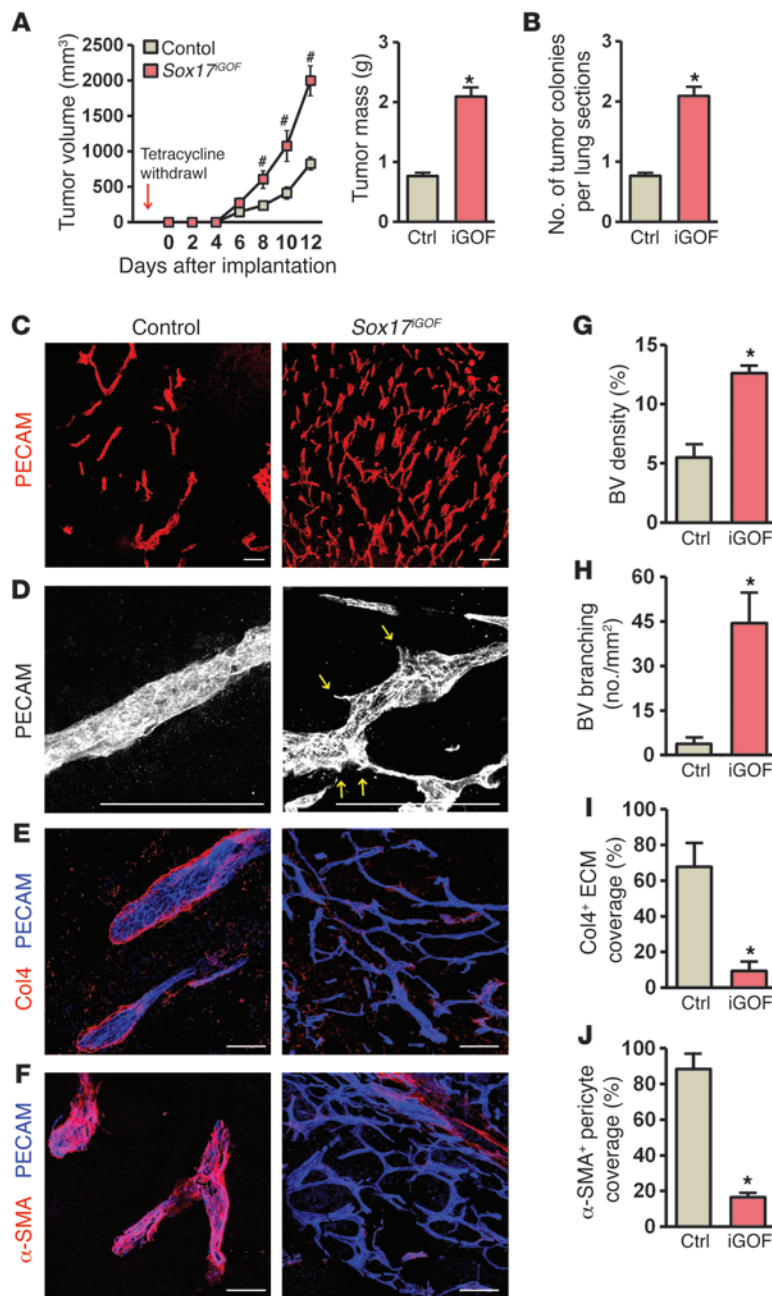 A
Tumor volume (mm³)
2500
2000
1500
1000
500
0
Contol
Sox17ⁱᴳᴼᶠ
#
#
#
Tetracycline
withdrawl
0 2 4 6 8 10 12
Days after implantation
Tumor mass (g)
3
2
1
0
*
Ctrl iGOF
B
No. of tumor colonies
per lung sections
3
2
1
0
*
Ctrl iGOF
C
Control
Sox17ⁱᴳᴼᶠ
PECAM
D
PECAM
E
Col4 PECAM
F
α-SMA PECAM
G
BV density (%)
15
10
5
0
*
Ctrl iGOF
H
BV branching
(no./mm²)
60
45
30
15
0
*
Ctrl iGOF
I
Col4⁺ ECM
coverage (%)
100
80
60
40
20
0
*
Ctrl iGOF
J
α-SMA⁺ pericyte
coverage (%)
100
80
60
40
20
0
*
Ctrl iGOF